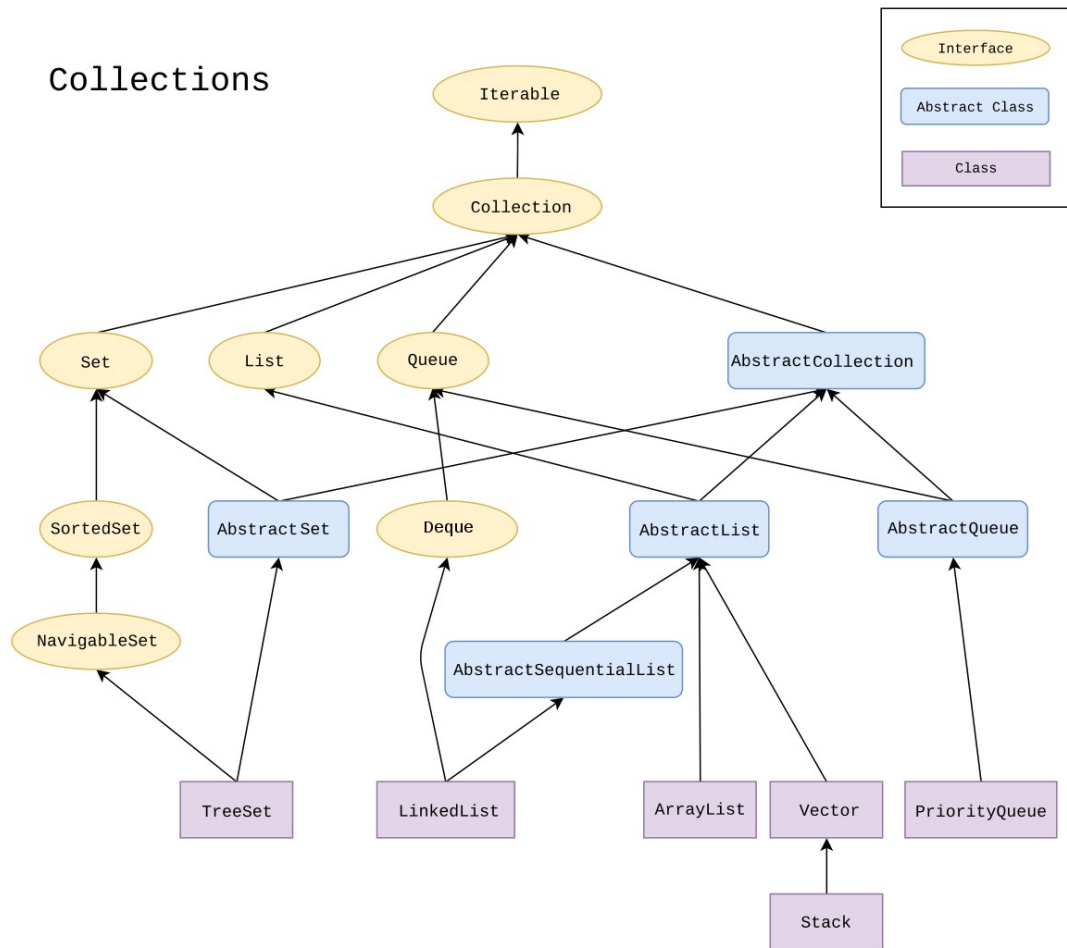 Interface
Collections
Iterable
Abstract Class
Class
Collection
Set
List
Queue
AbstractCollection
SortedSet
AbstractSet
Deque
AbstractList
AbstractQueue
NavigableSet
AbstractSequentialList
TreeSet
LinkedList
ArrayList
Vector
PriorityQueue
Stack